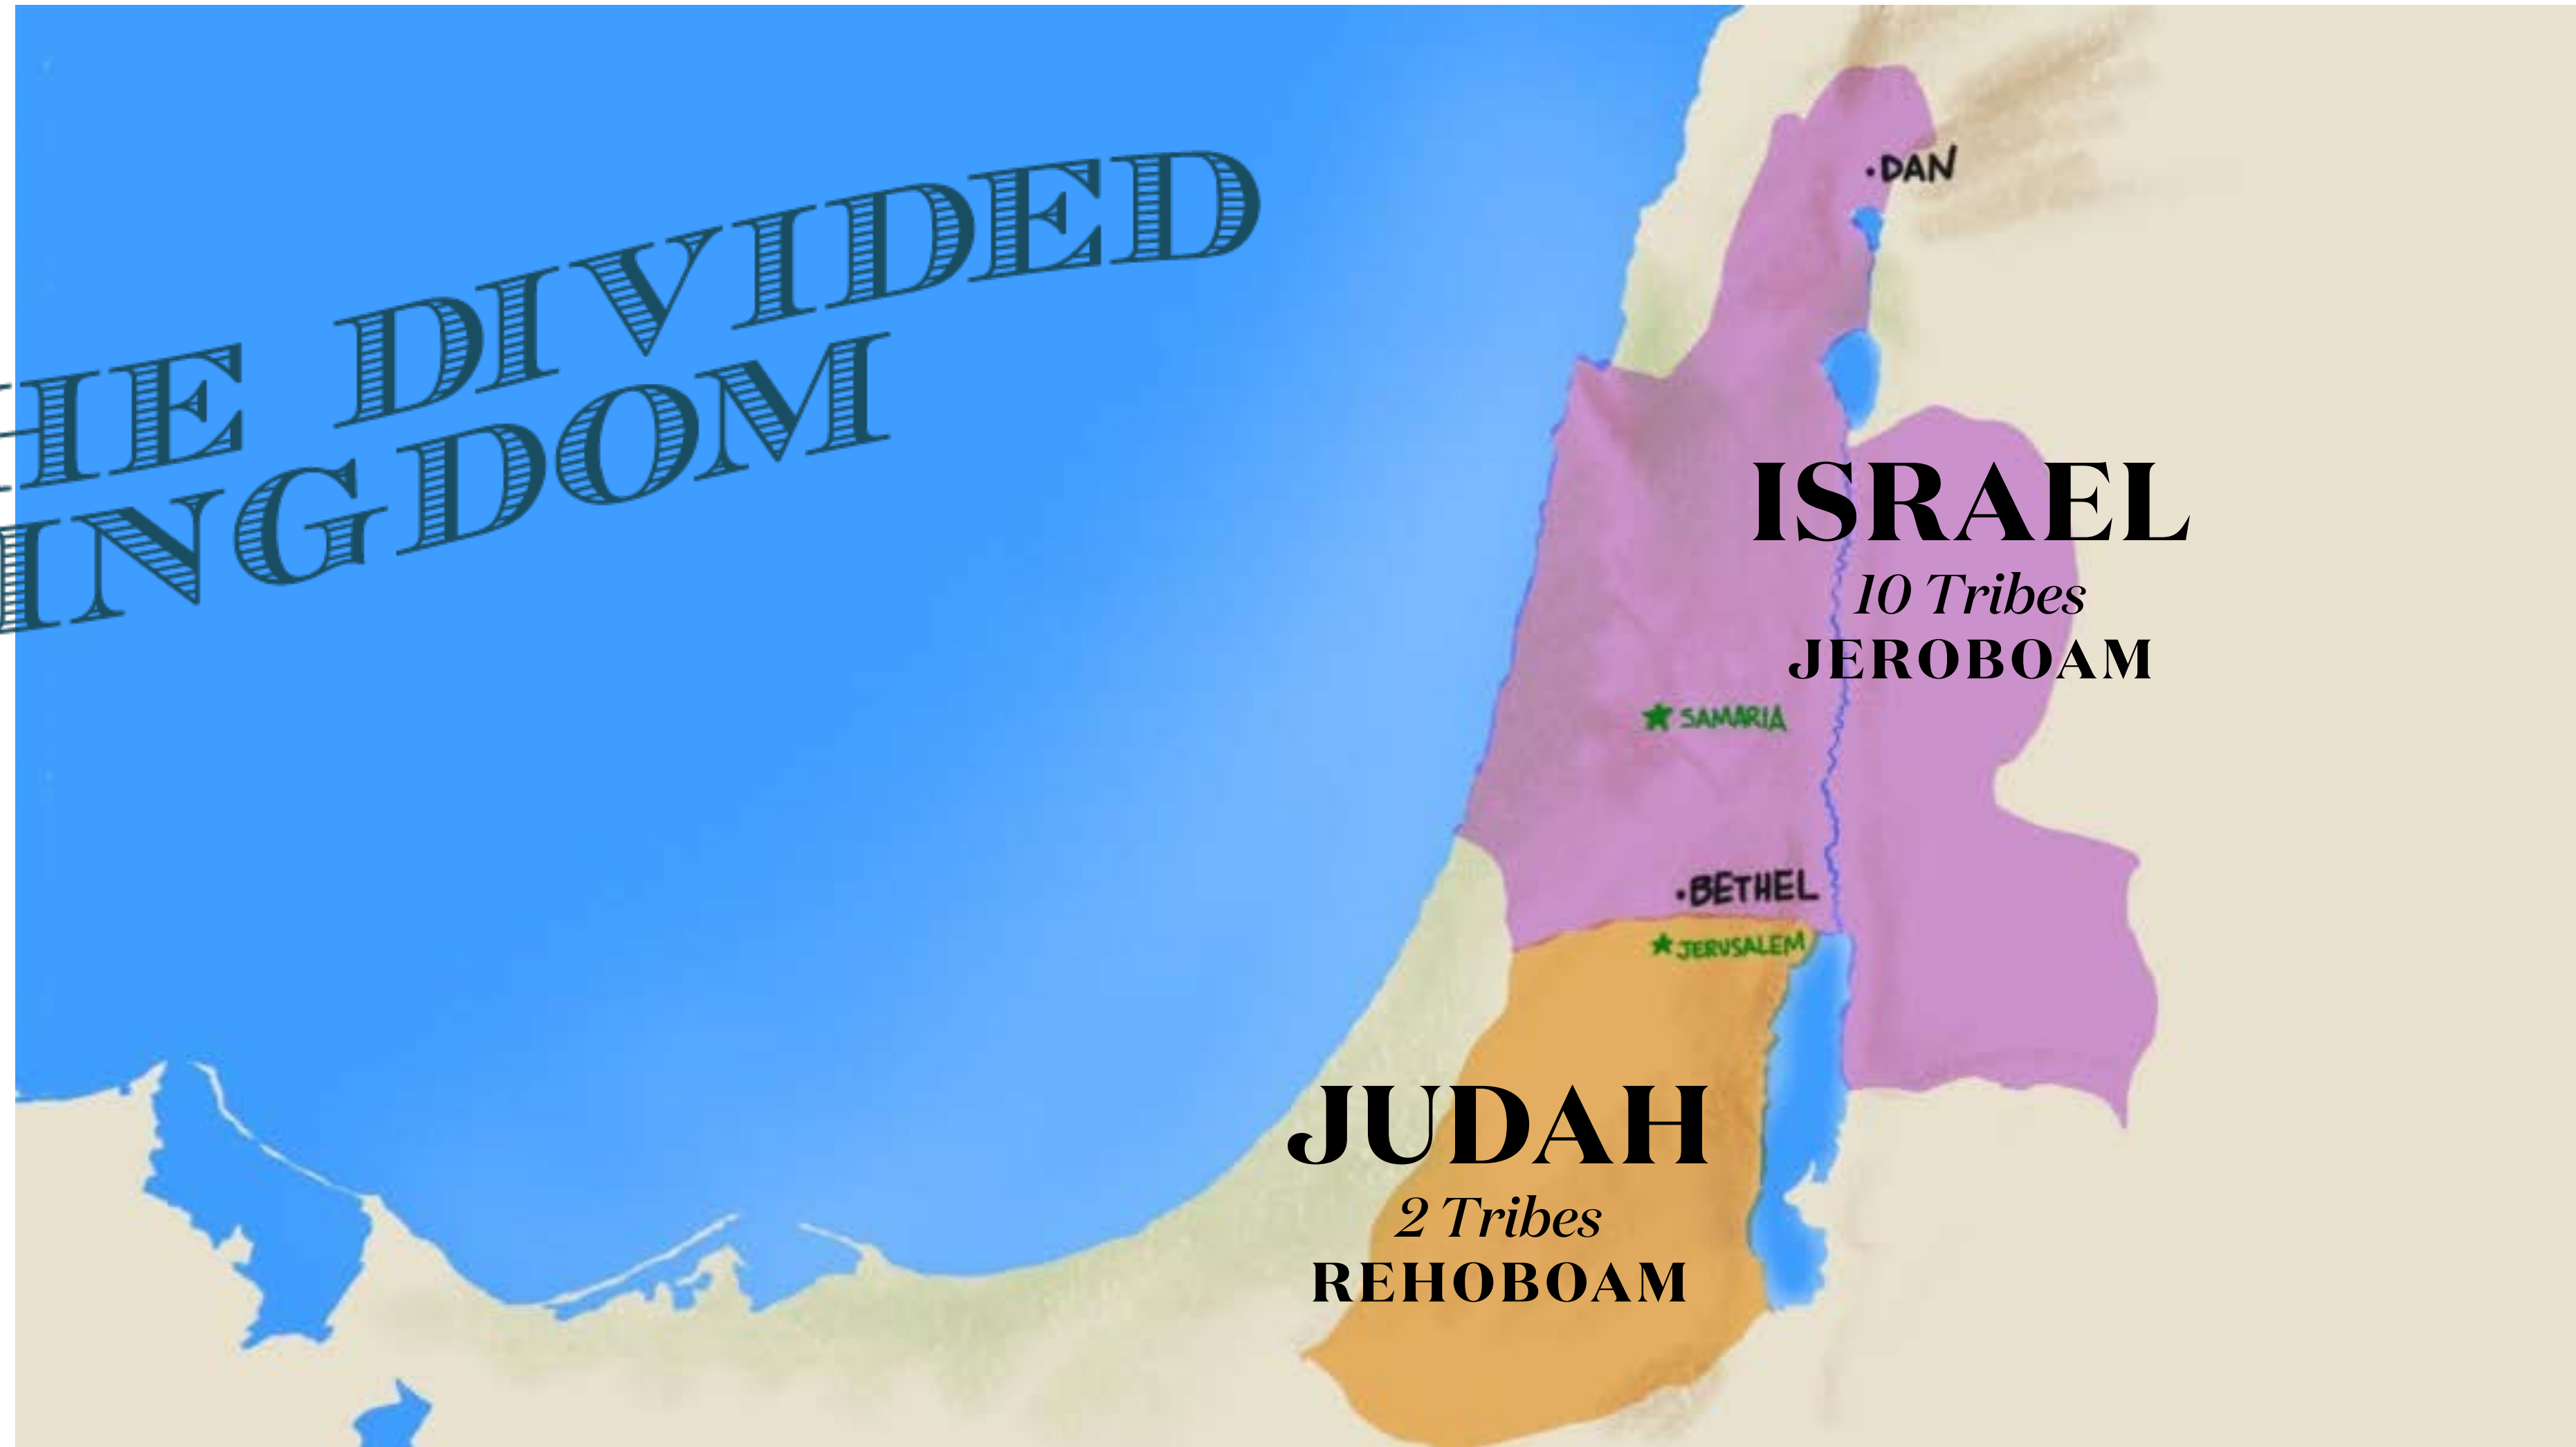 HE DIVIDED
INGDOM
DAN
ISRAEL
10 Tribes
JEROBOAM
SAMARIA
BETHEL
JERUSALEM
JUDAH
2 Tribes
REHOBOAM